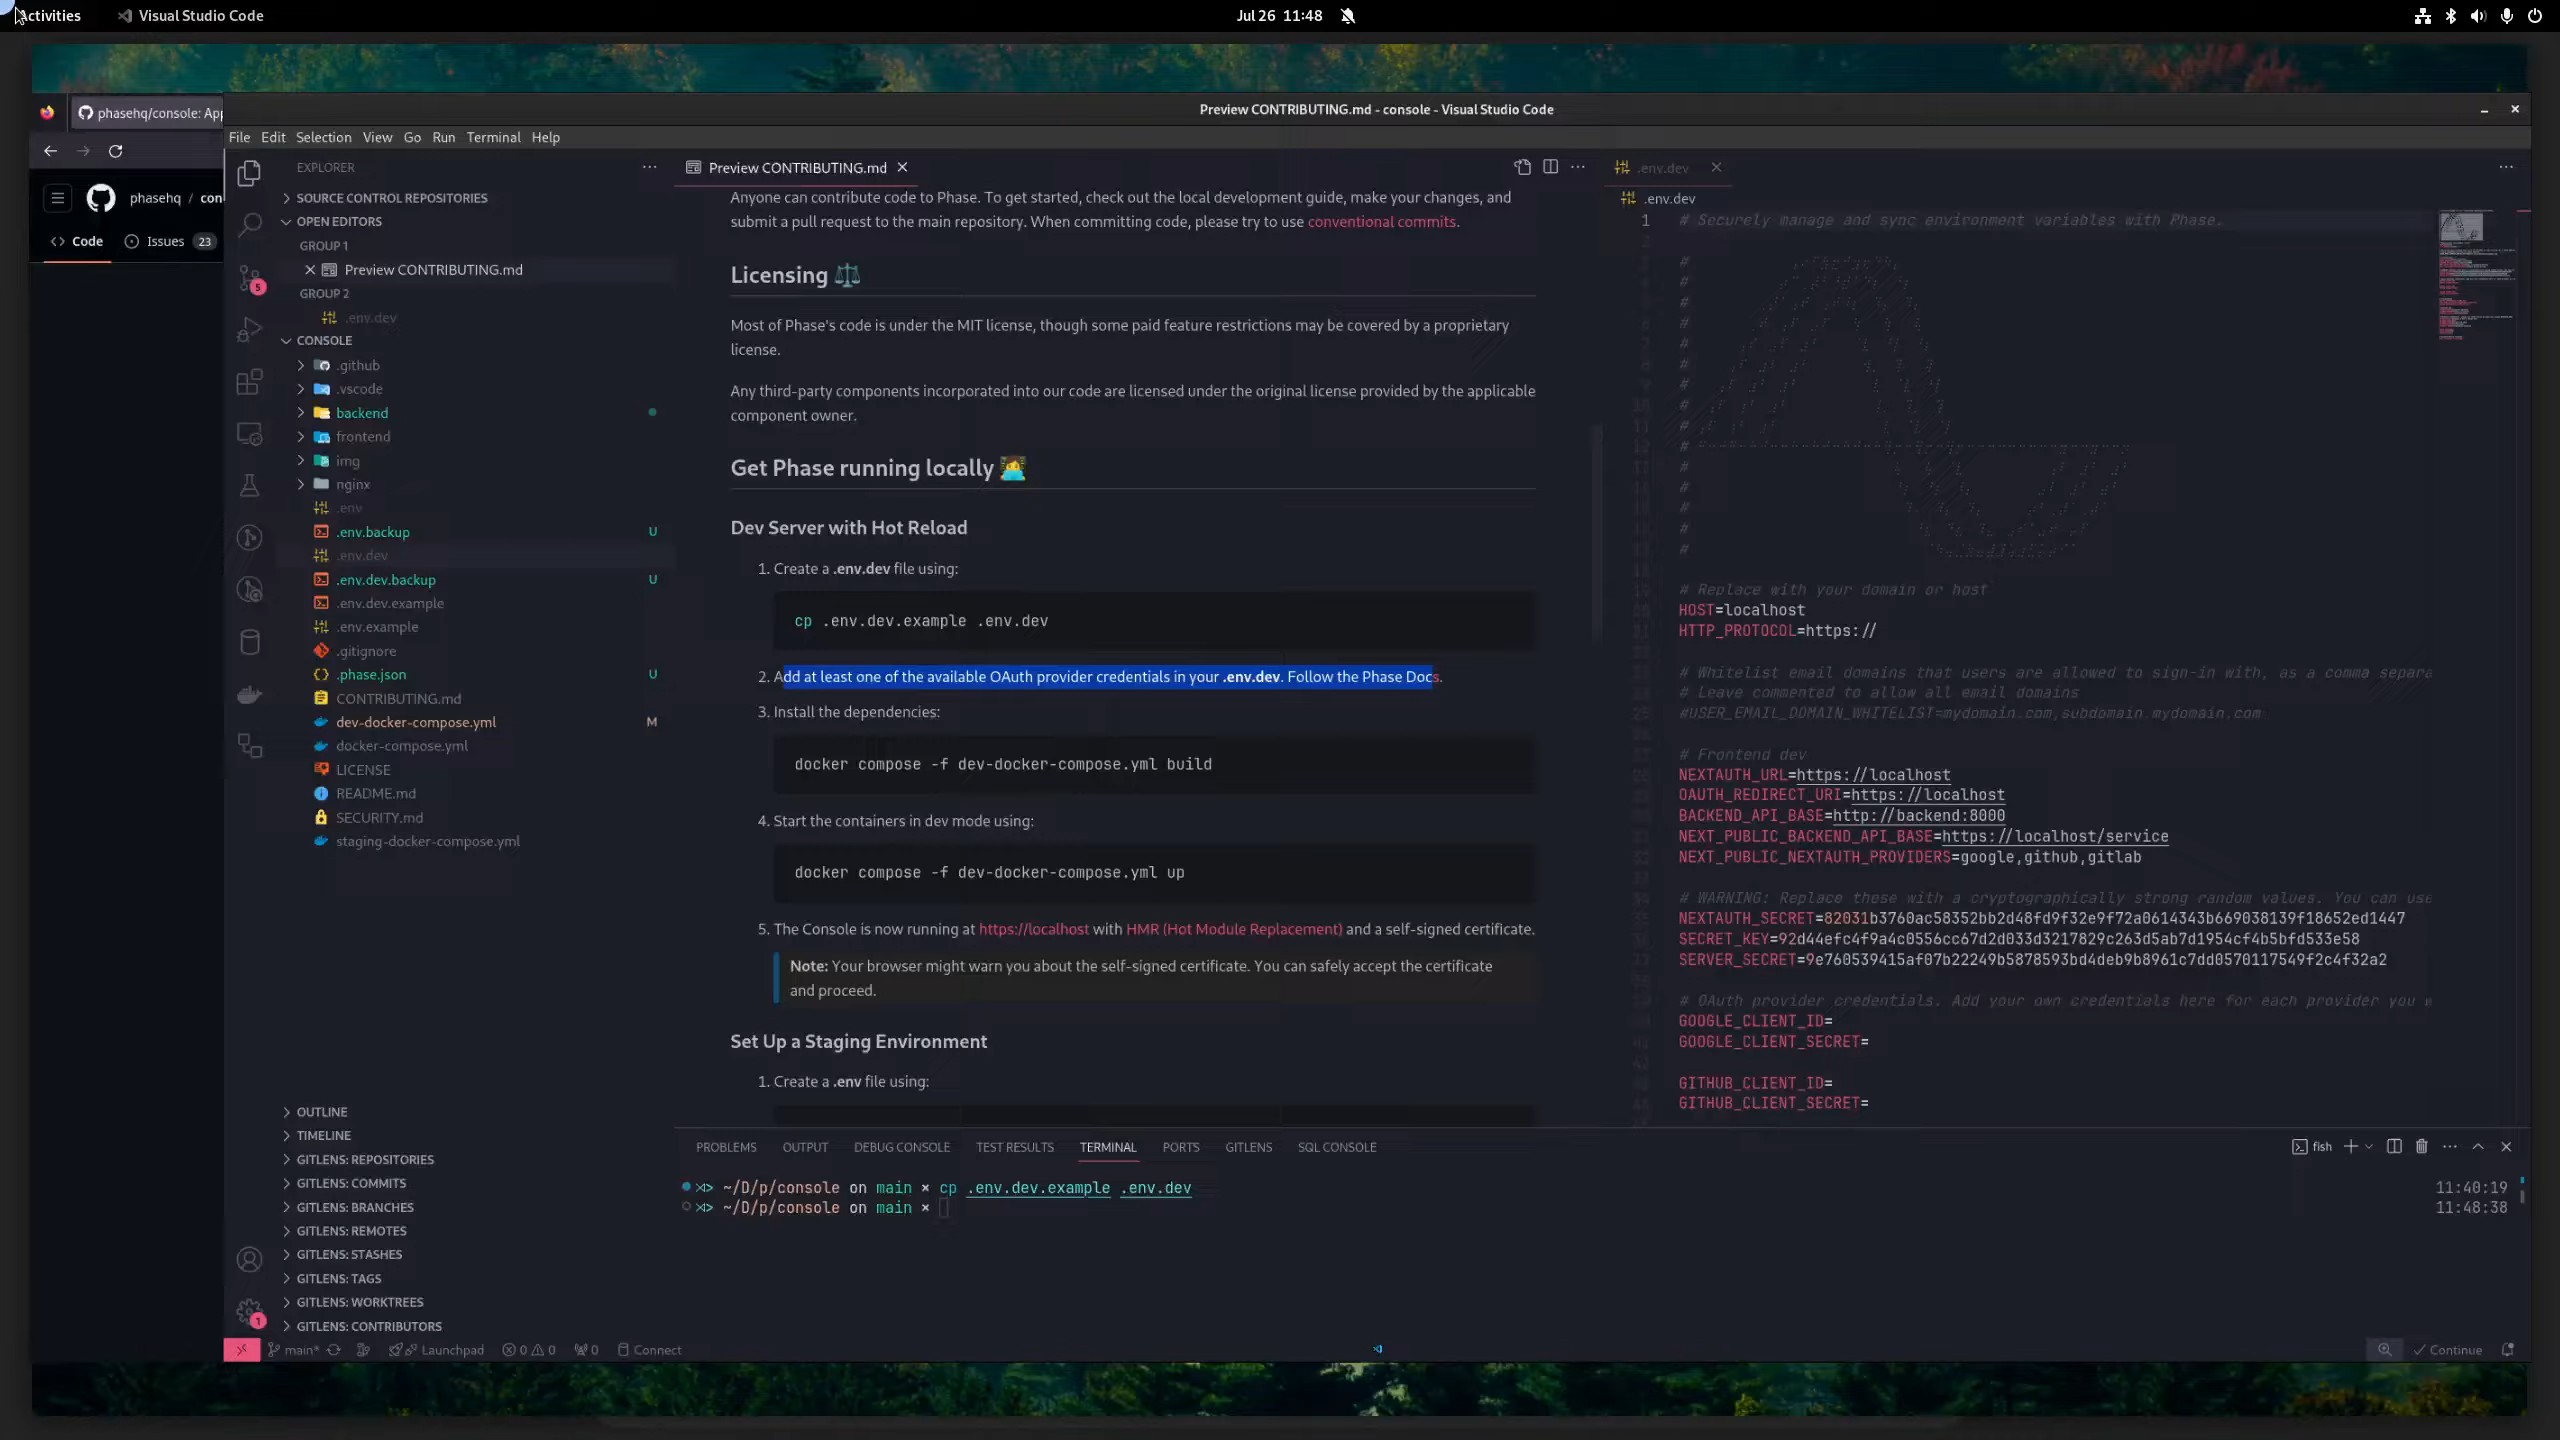 Activities
Visual Studio Code
Jul 26 11:48
phasehq/console: App
Preview CONTRIBUTING.md - console - Visual Studio Code
File Edit Selection View Go Run Terminal Help
phasehq / con
Code
Issues 23
EXPLORER
SOURCE CONTROL REPOSITORIES
OPEN EDITORS
GROUP 1
Preview CONTRIBUTING.md
GROUP 2
.env.dev
CONSOLE
.github
.vscode
backend
frontend
img
nginx
.env
.env.backup U
.env.dev
.env.dev.backup U
.env.dev.example
.env.example
.gitignore
.phase.json U
CONTRIBUTING.md
dev-docker-compose.yml M
docker-compose.yml
LICENSE
README.md
SECURITY.md
staging-docker-compose.yml
OUTLINE
TIMELINE
GITLENS: REPOSITORIES
GITLENS: COMMITS
GITLENS: BRANCHES
GITLENS: REMOTES
GITLENS: STASHES
GITLENS: TAGS
GITLENS: WORKTREES
GITLENS: CONTRIBUTORS
5
1
Preview CONTRIBUTING.md
Anyone can contribute code to Phase. To get started, check out the local development guide, make your changes, and
submit a pull request to the main repository. When committing code, please try to use conventional commits.
Licensing ⚖️
Most of Phase's code is under the MIT license, though some paid feature restrictions may be covered by a proprietary
license.
Any third-party components incorporated into our code are licensed under the original license provided by the applicable
component owner.
Get Phase running locally 👩‍💻
Dev Server with Hot Reload
1. Create a .env.dev file using:
cp .env.dev.example .env.dev
2. Add at least one of the available OAuth provider credentials in your .env.dev. Follow the Phase Docs.
3. Install the dependencies:
docker compose -f dev-docker-compose.yml build
4. Start the containers in dev mode using:
docker compose -f dev-docker-compose.yml up
5. The Console is now running at https://localhost with HMR (Hot Module Replacement) and a self-signed certificate.
Note: Your browser might warn you about the self-signed certificate. You can safely accept the certificate
and proceed.
Set Up a Staging Environment
1. Create a .env file using:
.env.dev
.env.dev
1 # Securely manage and sync environment variables with Phase.
# Replace with your domain or host
HOST=localhost
HTTP_PROTOCOL=https://
# Whitelist email domains that users are allowed to sign-in with, as a comma separa
# Leave commented to allow all email domains
#USER_EMAIL_DOMAIN_WHITELIST=mydomain.com,subdomain.mydomain.com
# Frontend dev
NEXTAUTH_URL=https://localhost
OAUTH_REDIRECT_URI=https://localhost
BACKEND_API_BASE=http://backend:8000
NEXT_PUBLIC_BACKEND_API_BASE=https://localhost/service
NEXT_PUBLIC_NEXTAUTH_PROVIDERS=google,github,gitlab
# WARNING: Replace these with a cryptographically strong random values. You can use
NEXTAUTH_SECRET=82031b3760ac58352bb2d48fd9f32e9f72a0614343b669038139f18652ed1447
SECRET_KEY=92d44efc4f9a4c0556cc67d2d033d3217829c263d5ab7d1954cf4b5bfd533e58
SERVER_SECRET=9e760539415af07b22249b5878593bd4deb9b8961c7dd0570117549f2c4f32a2
# OAuth provider credentials. Add your own credentials here for each provider you w
GOOGLE_CLIENT_ID=
GOOGLE_CLIENT_SECRET=
GITHUB_CLIENT_ID=
GITHUB_CLIENT_SECRET=
PROBLEMS OUTPUT DEBUG CONSOLE TEST RESULTS TERMINAL PORTS GITLENS SQL CONSOLE
fish
~/D/p/console on main × cp .env.dev.example .env.dev 11:40:19
~/D/p/console on main × 11:48:38
main* Launchpad 0 0 0 Connect
Continue